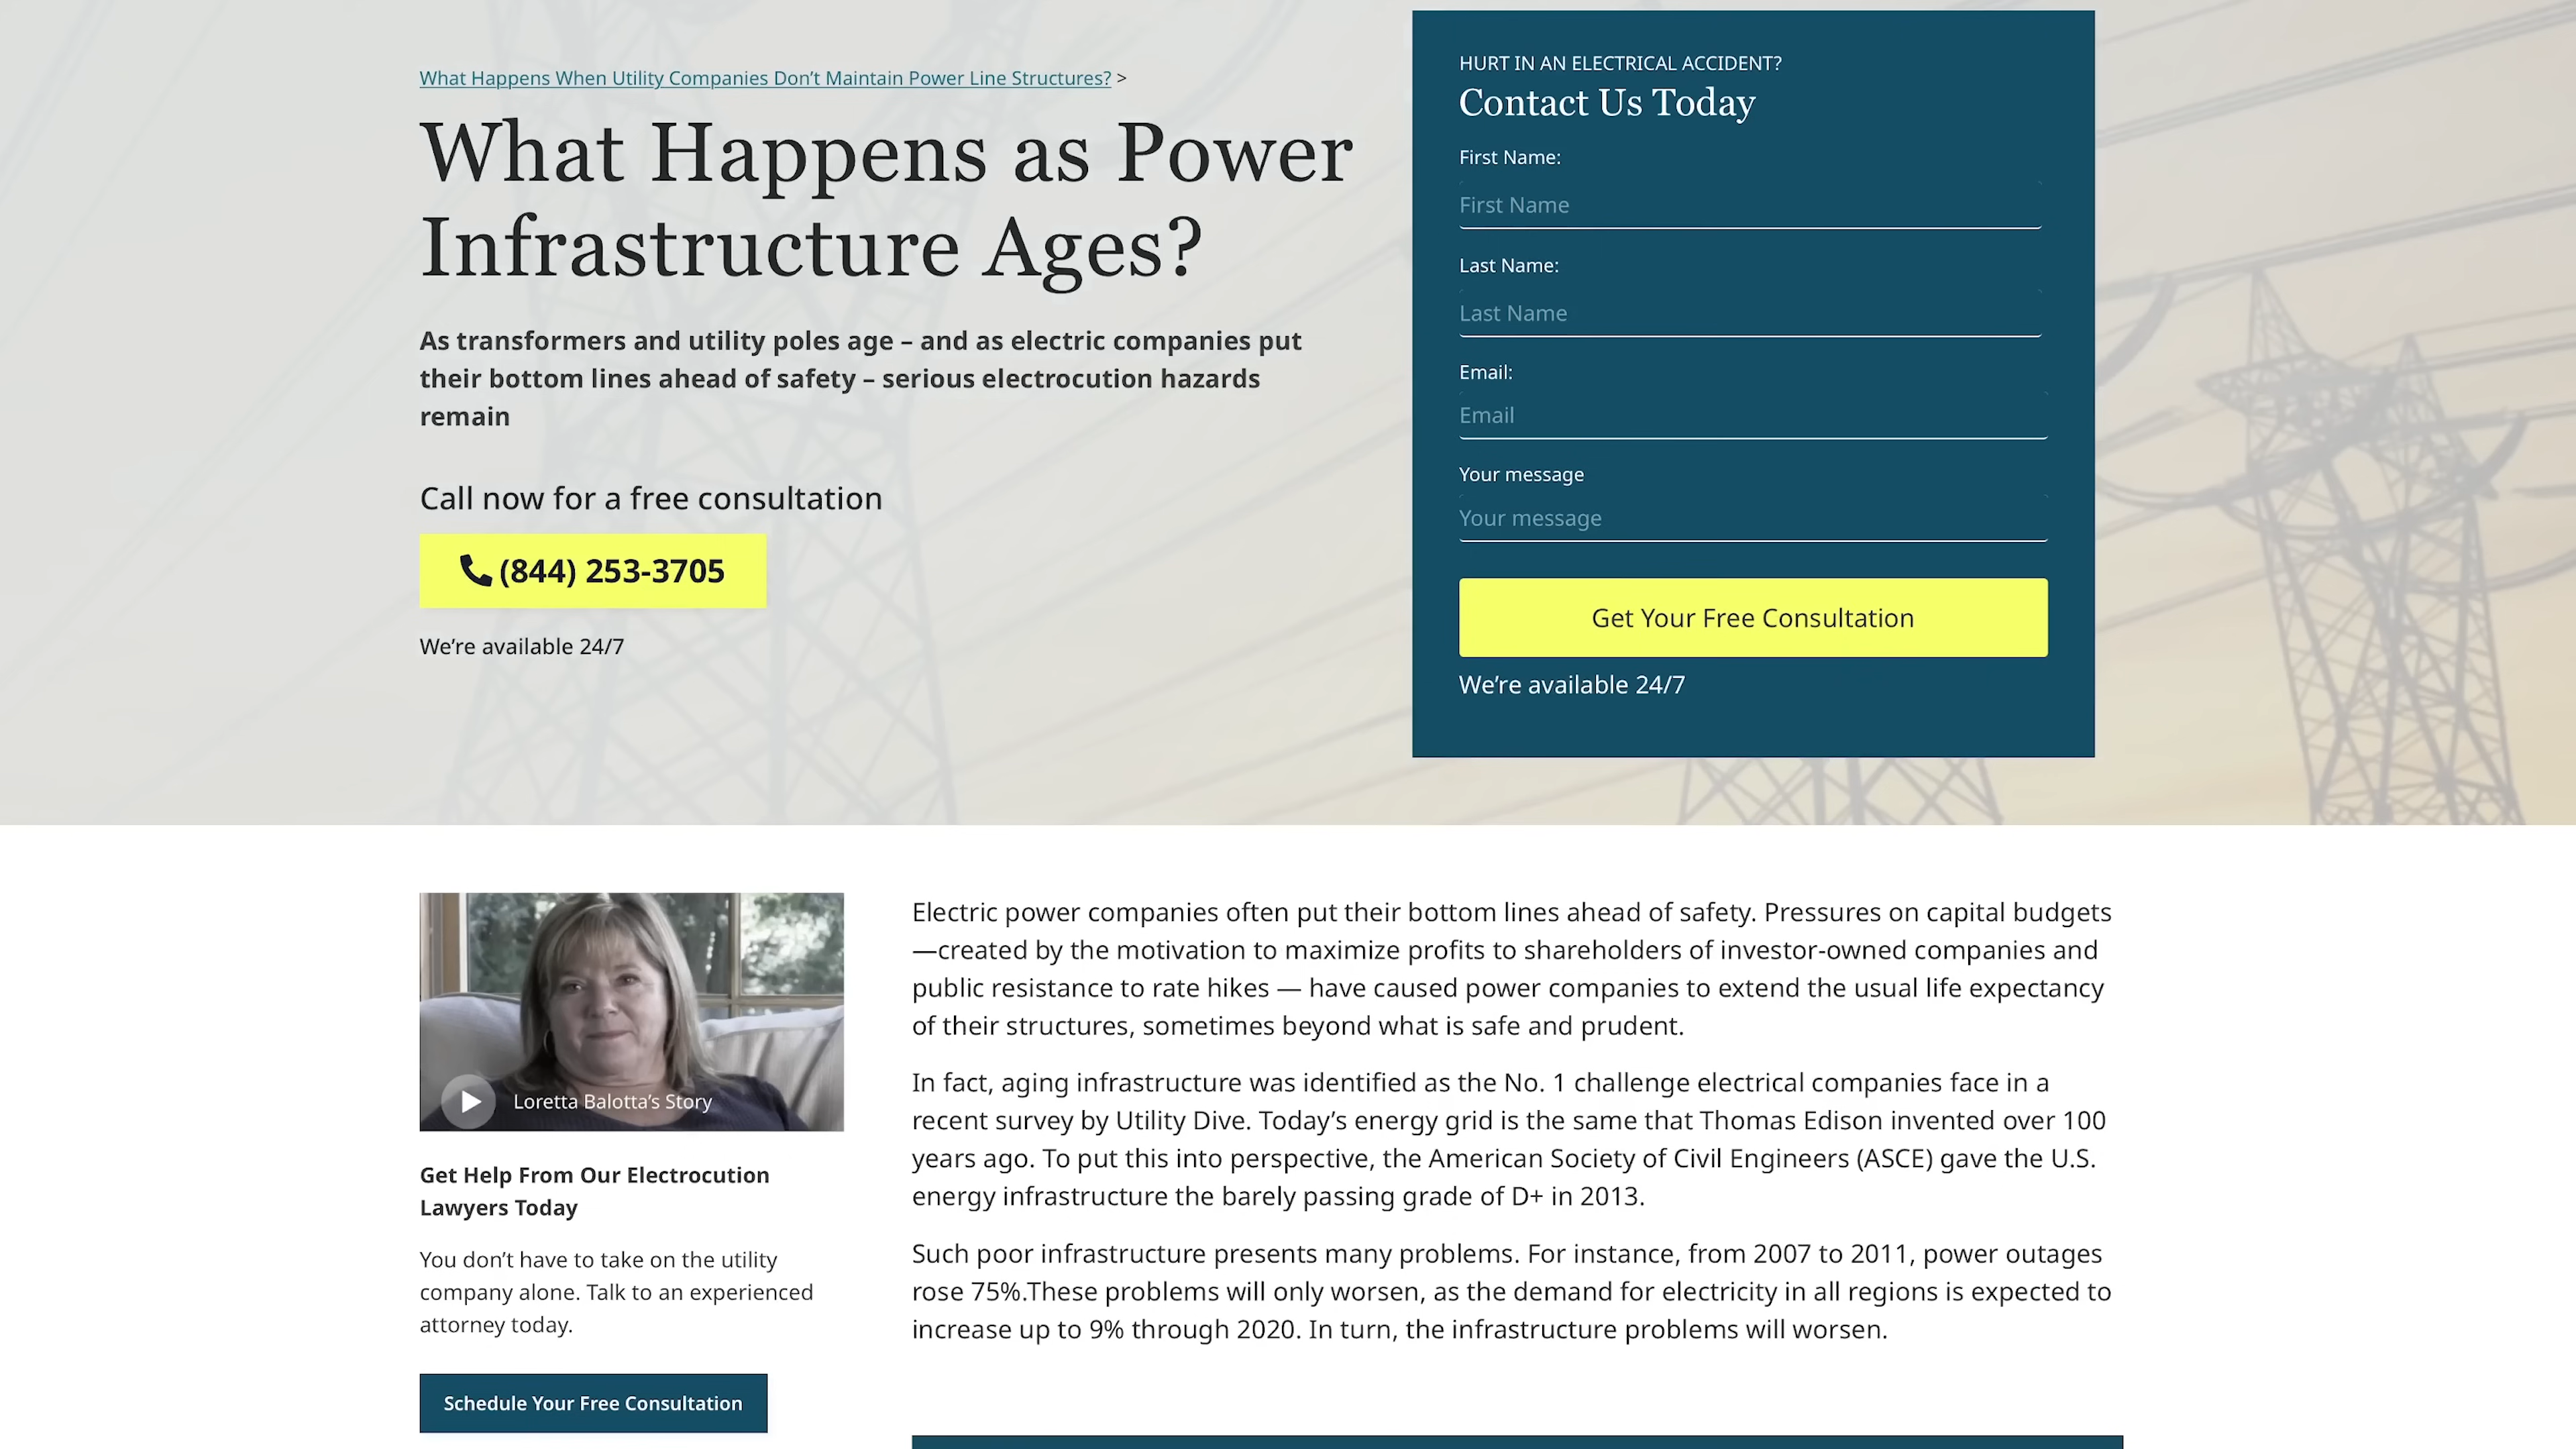 What Happens When Utility Companies Don’t Maintain Power Line Structures? >
What Happens as Power
Infrastructure Ages?
As transformers and utility poles age – and as electric companies put
their bottom lines ahead of safety – serious electrocution hazards
remain
Call now for a free consultation
(844) 253-3705
We’re available 24/7
HURT IN AN ELECTRICAL ACCIDENT?
Contact Us Today
First Name:
First Name
Last Name:
Last Name
Email:
Email
Your message
Your message
Get Your Free Consultation
We’re available 24/7
Loretta Balotta’s Story
Get Help From Our Electrocution
Lawyers Today
You don’t have to take on the utility
company alone. Talk to an experienced
attorney today.
Schedule Your Free Consultation
Electric power companies often put their bottom lines ahead of safety. Pressures on capital budgets
—created by the motivation to maximize profits to shareholders of investor-owned companies and
public resistance to rate hikes — have caused power companies to extend the usual life expectancy
of their structures, sometimes beyond what is safe and prudent.
In fact, aging infrastructure was identified as the No. 1 challenge electrical companies face in a
recent survey by Utility Dive. Today’s energy grid is the same that Thomas Edison invented over 100
years ago. To put this into perspective, the American Society of Civil Engineers (ASCE) gave the U.S.
energy infrastructure the barely passing grade of D+ in 2013.
Such poor infrastructure presents many problems. For instance, from 2007 to 2011, power outages
rose 75%.These problems will only worsen, as the demand for electricity in all regions is expected to
increase up to 9% through 2020. In turn, the infrastructure problems will worsen.